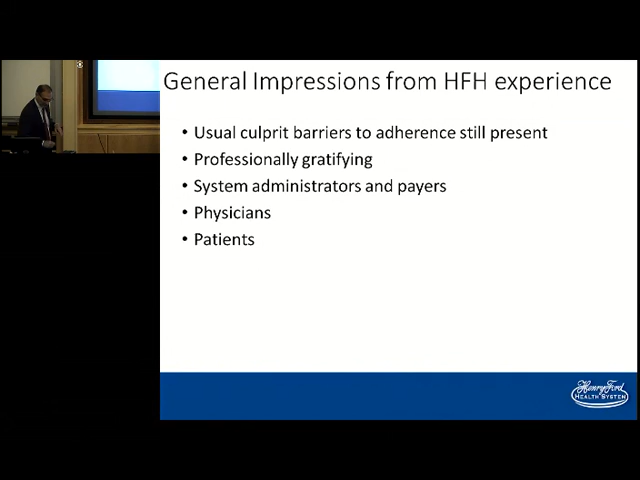 General Impressions from HFH experience
• Usual culprit barriers to adherence still present
• Professionally gratifying
• System administrators and payers
• Physicians
• Patients
Henry Ford
HEALTH SYSTEM